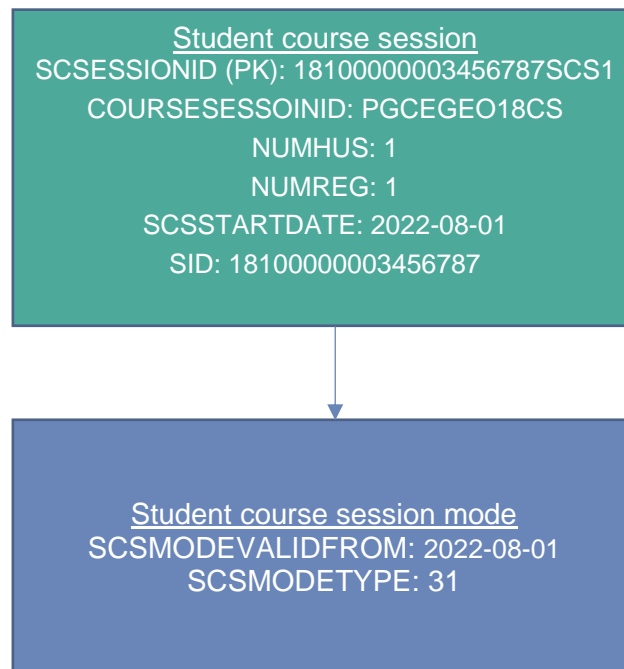 Student course session
SCSESSIONID (PK): 18100000003456787SCS1
COURSESESSOINID: PGCEGEO18CS
NUMHUS: 1
NUMREG: 1
SCSSTARTDATE: 2022-08-01
SID: 18100000003456787
Student course session mode
SCSMODEVALIDFROM: 2022-08-01
SCSMODETYPE: 31